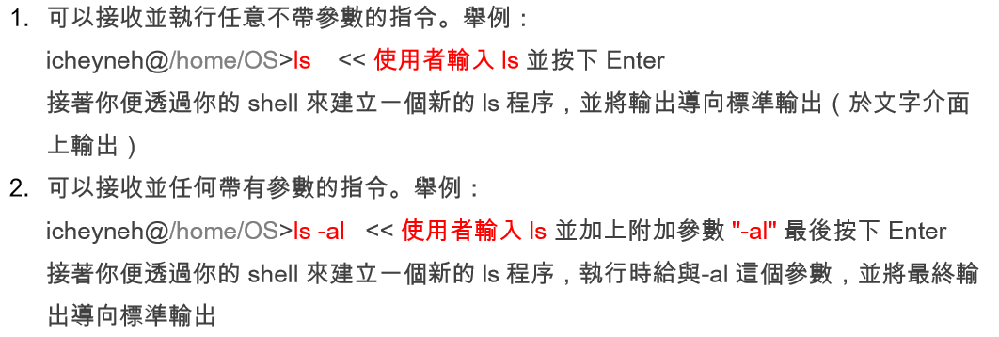 1. 可以接收並執行任意不帶參數的指令。舉例：
icheyneh@/home/OS>ls << 使用者輸入 ls 並按下 Enter
接著你便透過你的 shell 來建立一個新的 ls 程序，並將輸出導向標準輸出（於文字介面
上輸出）
2. 可以接收並任何帶有參數的指令。舉例：
icheyneh@/home/OS>ls -al << 使用者輸入 ls 並加上附加參數 "-al" 最後按下 Enter
接著你便透過你的 shell 來建立一個新的 ls 程序，執行時給與-al 這個參數，並將最終輸
出導向標準輸出